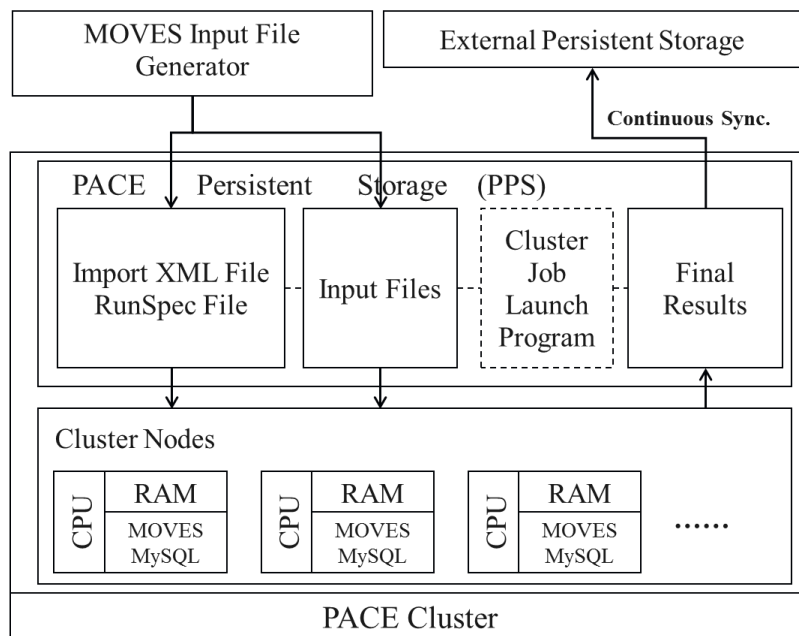 MOVES Input File
Generator
External Persistent Storage
Continuous Sync.
PACE Persistent Storage (PPS)
Import XML File
RunSpec File
Input Files
Cluster
Job
Launch
Program
Final
Results
Cluster Nodes
CPU
RAM
MOVES
MySQL
CPU
RAM
MOVES
MySQL
CPU
RAM
MOVES
MySQL
......
PACE Cluster